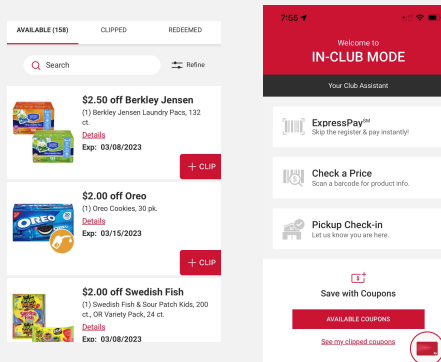 AVAILABLE (158) CLIPPED REDEEMED
Search Refine
$2.50 off Berkley Jensen
(1) Berkley Jensen Laundry Pacs, 132
ct.
Details
Exp: 03/08/2023
+ CLIP
OREO
$2.00 off Oreo
(1) Oreo Cookies, 30 pk.
Details
Exp: 03/15/2023
+ CLIP
$2.00 off Swedish Fish
(1) Swedish Fish & Sour Patch Kids, 200
ct., OR Variety Pack, 24 ct.
Details
Exp: 03/08/2023
7:55
Welcome to
IN-CLUB MODE
Your Club Assistant
ExpressPay℠
Skip the register & pay instantly!
Check a Price
Scan a barcode for product info.
Pickup Check-in
Let us know you are here.
Save with Coupons
AVAILABLE COUPONS
See my clipped coupons